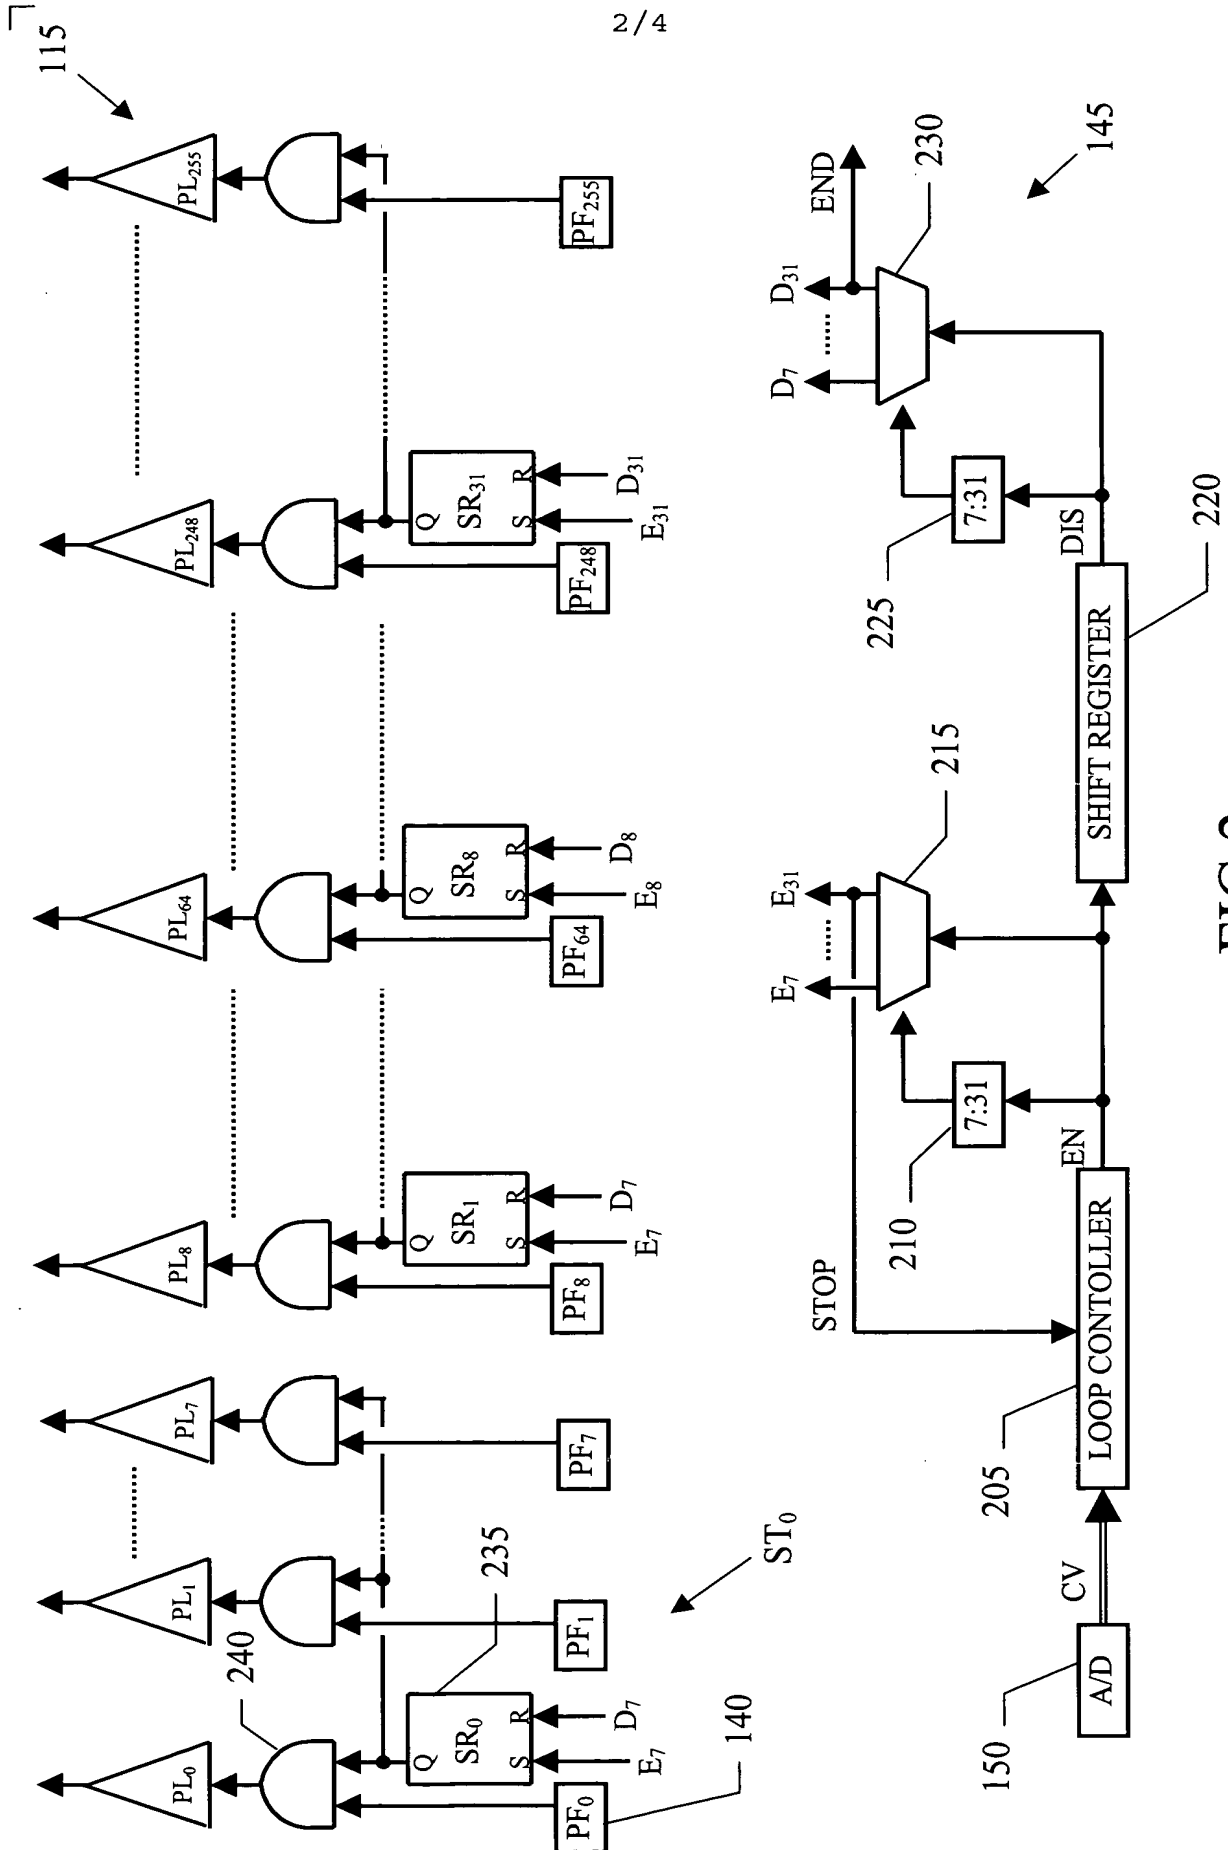 2/4
115
PL0
PL1
PL7
PL8
PL64
PL248
PL255
240
Q
SR0
S
R
235
Q
SR1
S
R
Q
SR8
S
R
Q
SR31
S
R
PF0
PF1
PF7
PF8
PF64
PF248
PF255
E7
D7
E7
D7
E8
D8
E31
D31
140
ST0
STOP
E7
E31
215
D7
D31
END
230
145
210
7:31
225
7:31
150
A/D
CV
205
LOOP CONTOLLER
EN
SHIFT REGISTER
DIS
220